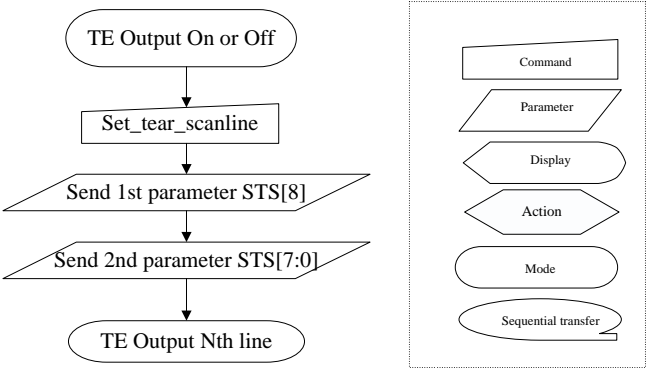 TE Output On or Off
Set_tear_scanline
Send 1st parameter STS[8]
Send 2nd parameter STS[7:0]
TE Output Nth line
Command
Parameter
Display
Action
Mode
Sequential transfer